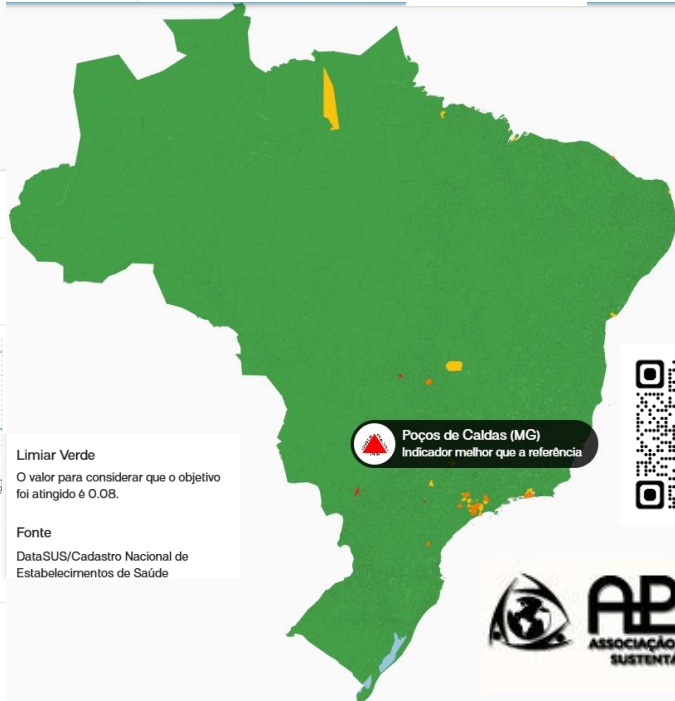 Poços de Caldas (MG)
Indicador melhor que a referência
Limiar Verde
O valor para considerar que o objetivo
foi atingido é 0.08.
Fonte
DataSUS/Cadastro Nacional de
Estabelecimentos de Saúde
ASSOCIAÇÃO